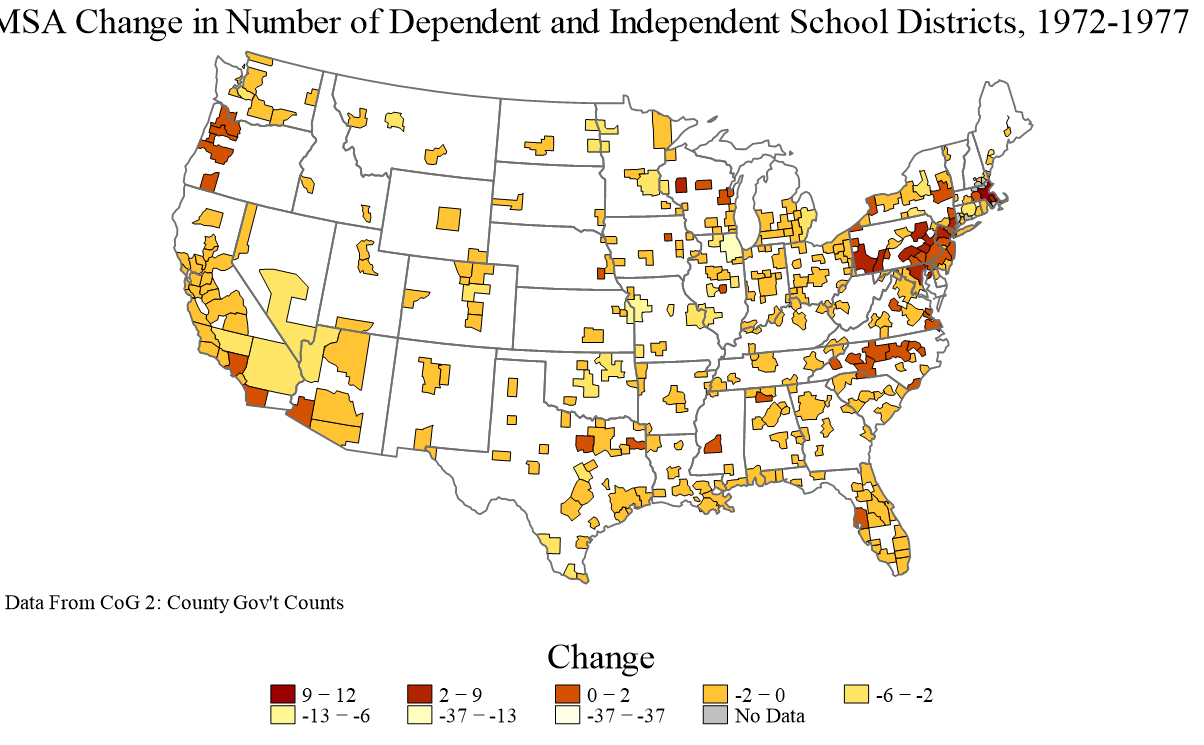 MSA Change in Number of Dependent and Independent School Districts, 1972-1977
Data From CoG 2: County Gov't Counts
Change
9 − 12 2 − 9 0 − 2 -2 − 0 -6 − -2
-13 − -6 -37 − -13 -37 − -37 No Data